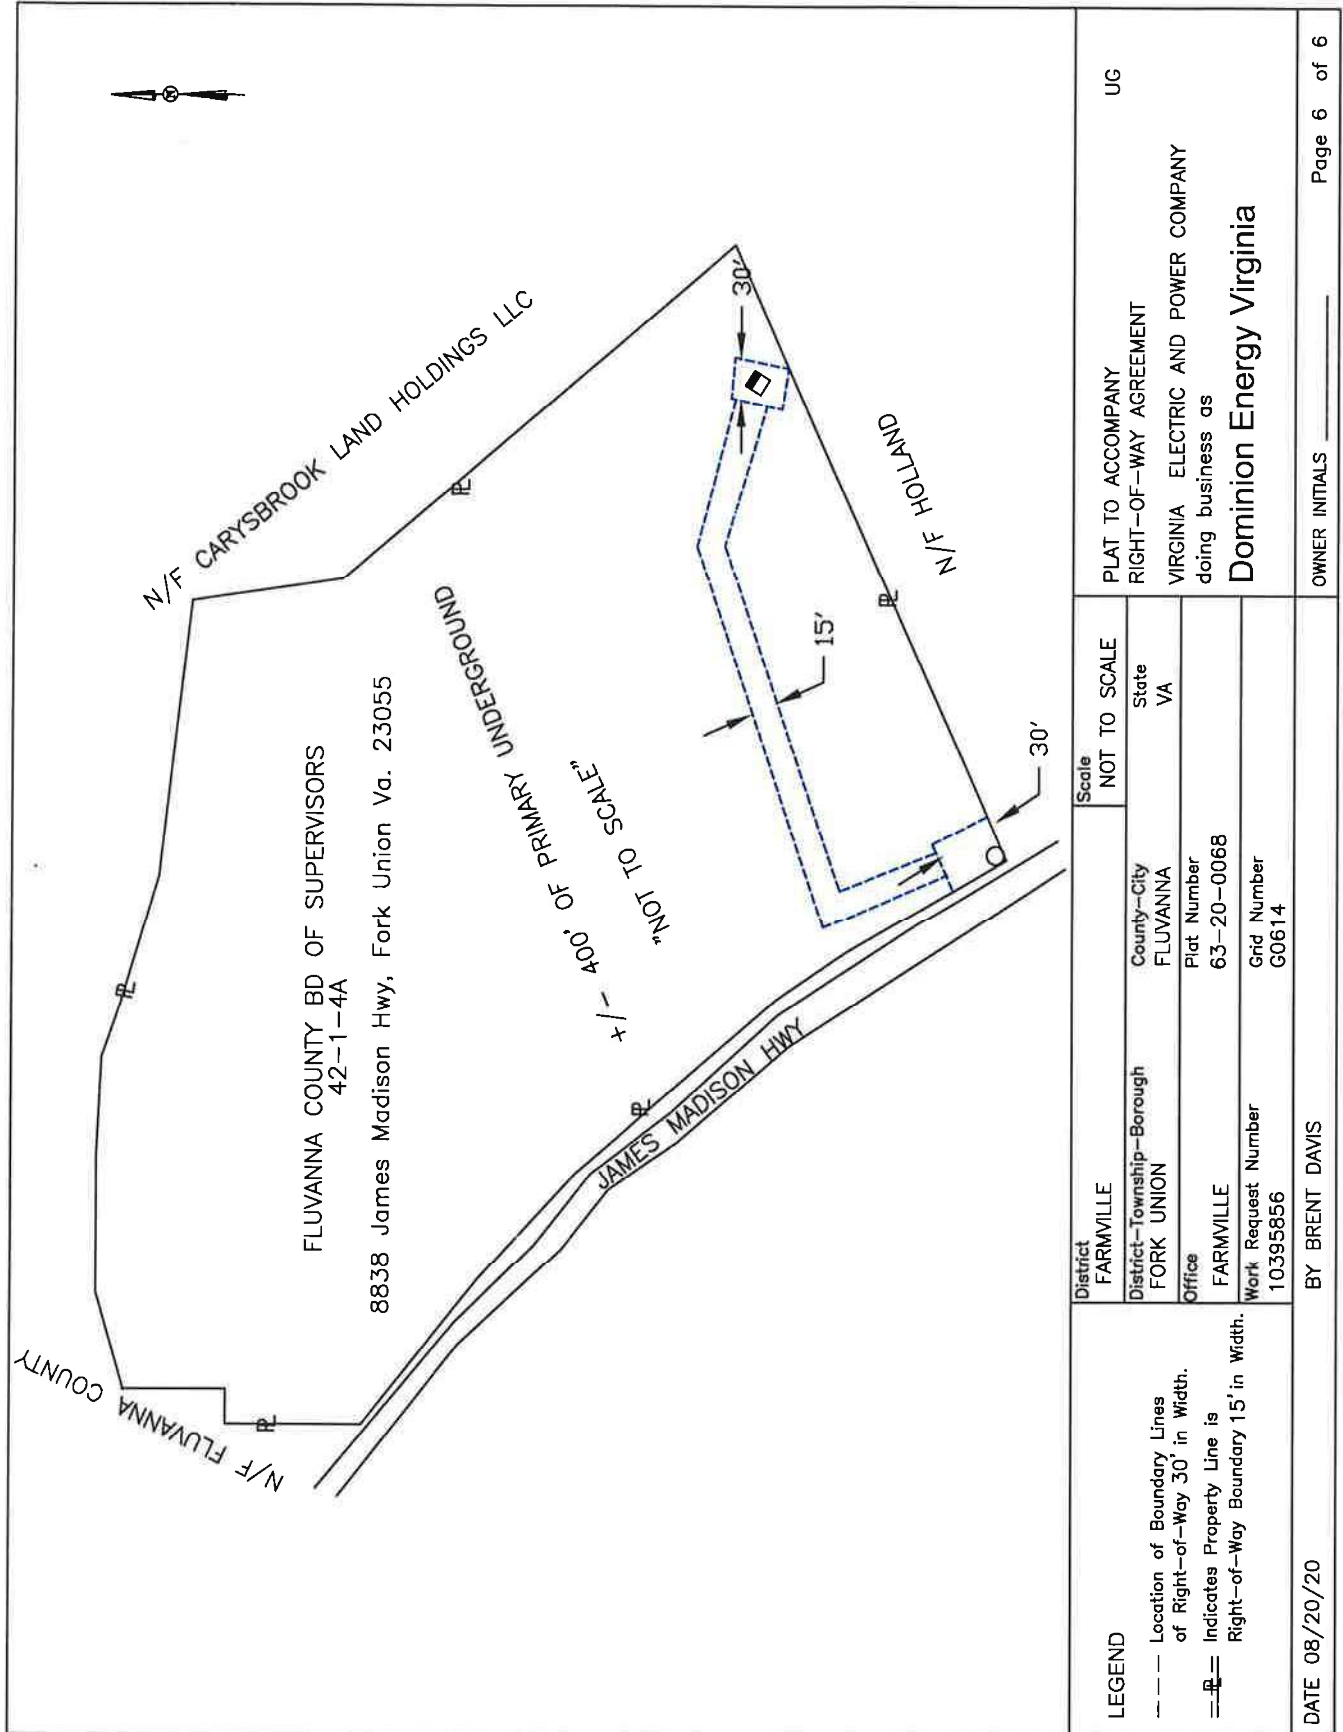 N/F FLUVANNA COUNTY
N/F CARYSBROOK LAND HOLDINGS LLC
N
FLUVANNA COUNTY BD OF SUPERVISORS
42-1-4A
8838 James Madison Hwy, Fork Union Va. 23055
+/- 400' OF PRIMARY UNDERGROUND
"NOT TO SCALE"
JAMES MADISON HWY
15'
30'
30'
N/F HOLLAND
PL
PL
PL
PL
PL
LEGEND
--- Location of Boundary Lines
of Right-of-Way 30' in Width.
=PL= Indicates Property Line is
Right-of-Way Boundary 15' in Width.
District
FARMVILLE
Scale
NOT TO SCALE
District-Township-Borough
FORK UNION
County-City
FLUVANNA
State
VA
Office
FARMVILLE
Plat Number
63-20-0068
Work Request Number
10395856
Grid Number
G0614
PLAT TO ACCOMPANY
UG
RIGHT-OF-WAY AGREEMENT
VIRGINIA ELECTRIC AND POWER COMPANY
doing business as
Dominion Energy Virginia
DATE 08/20/20
BY BRENT DAVIS
OWNER INITIALS
Page 6 of 6